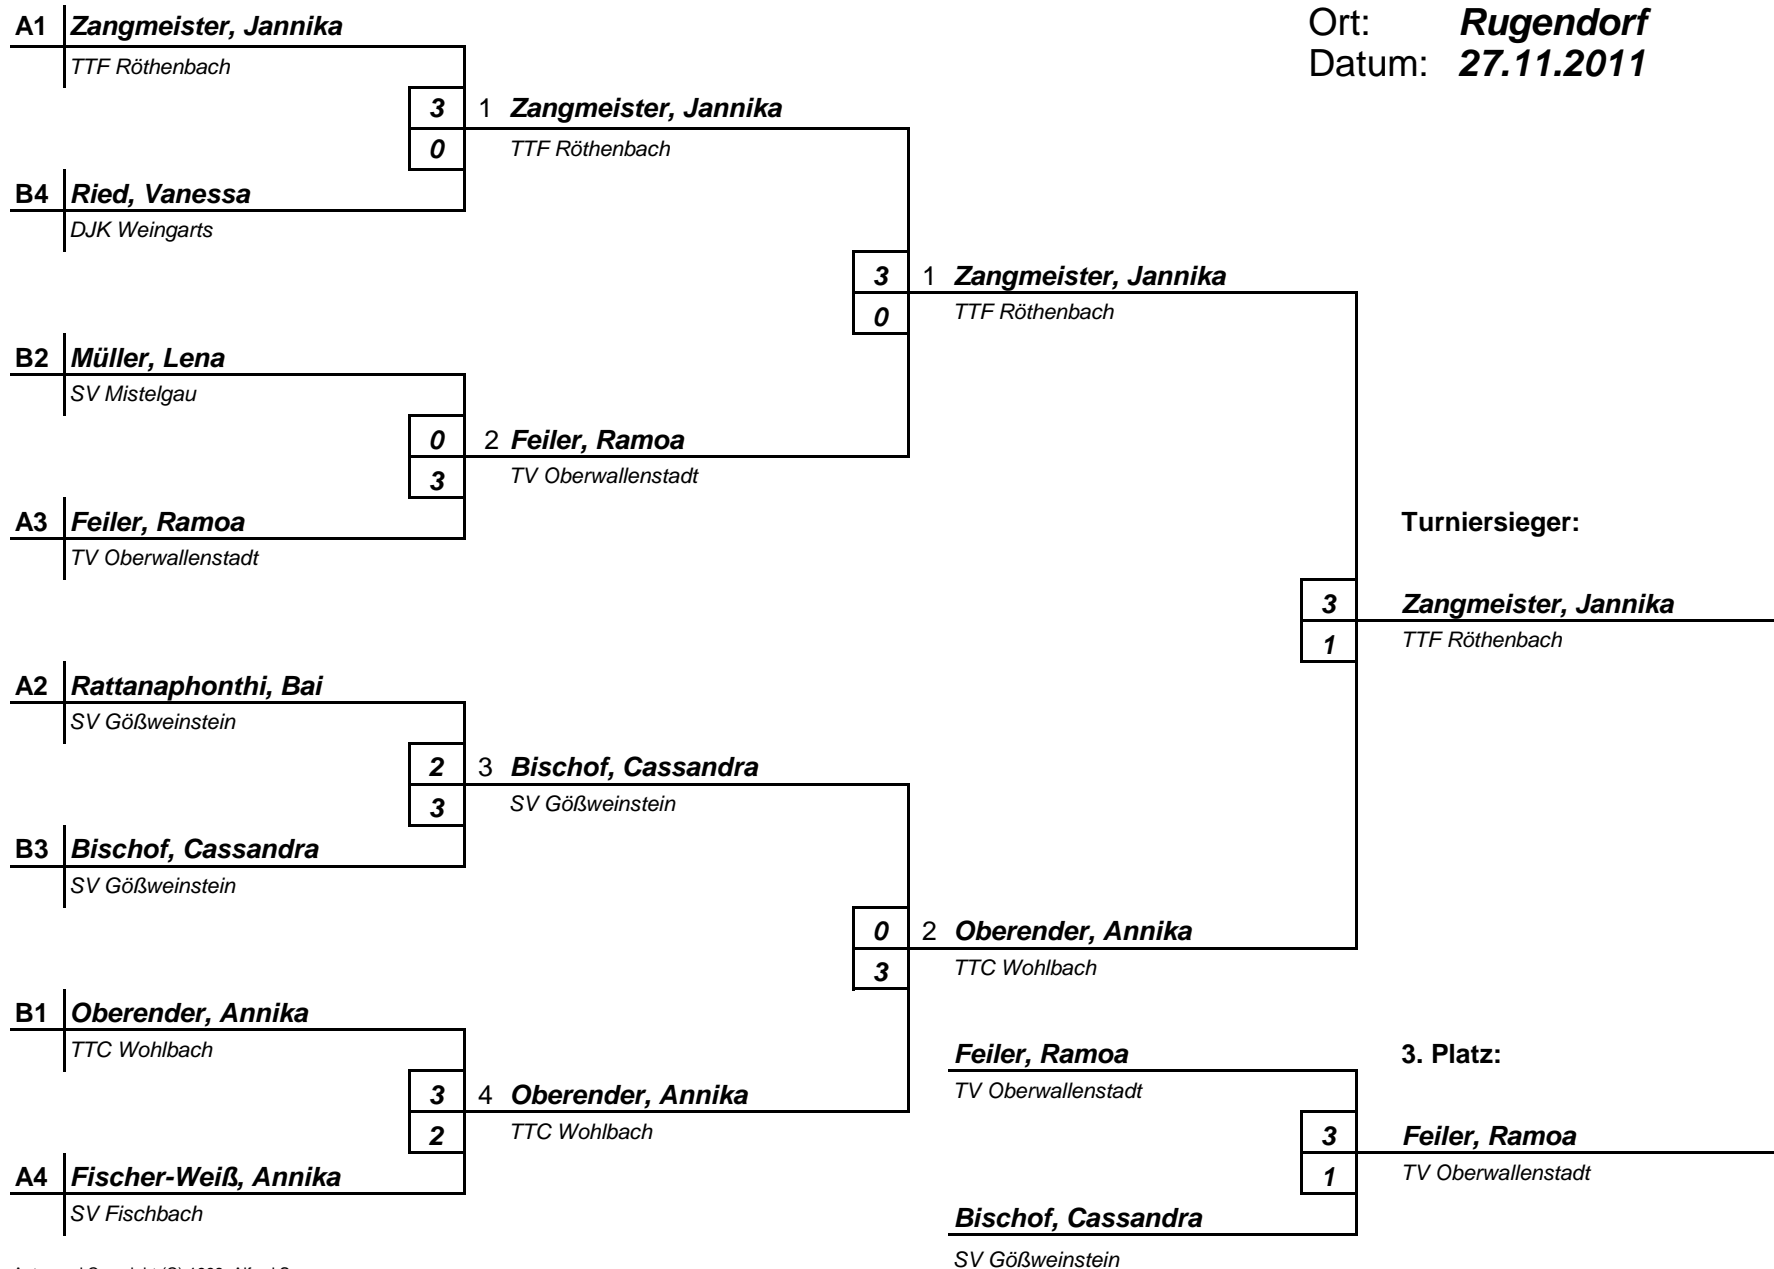 A1 Zangmeister, Jannika
TTF Röthenbach
Ort: Rugendorf
Datum: 27.11.2011
3 1 Zangmeister, Jannika
0 TTF Röthenbach
B4 Ried, Vanessa
DJK Weingarts
3 1 Zangmeister, Jannika
0 TTF Röthenbach
B2 Müller, Lena
SV Mistelgau
0 2 Feiler, Ramoa
3 TV Oberwallenstadt
A3 Feiler, Ramoa
TV Oberwallenstadt
Turniersieger:
3 Zangmeister, Jannika
1 TTF Röthenbach
A2 Rattanaphonthi, Bai
SV Gößweinstein
2 3 Bischof, Cassandra
3 SV Gößweinstein
B3 Bischof, Cassandra
SV Gößweinstein
0 2 Oberender, Annika
3 TTC Wohlbach
B1 Oberender, Annika
TTC Wohlbach
Feiler, Ramoa
TV Oberwallenstadt
3. Platz:
3 4 Oberender, Annika
2 TTC Wohlbach
3 Feiler, Ramoa
1 TV Oberwallenstadt
A4 Fischer-Weiß, Annika
SV Fischbach
Bischof, Cassandra
SV Gößweinstein